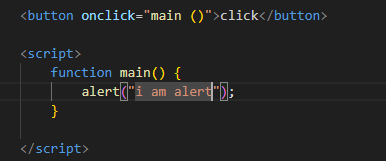 <button onclick="main ()">click</button>
<script>
function main() {
alert("i am alert");
}
</script>